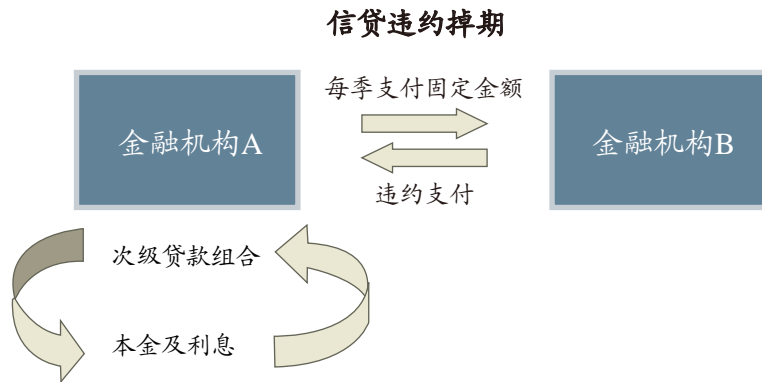 信贷违约掉期
每季支付固定金额
金融机构A
金融机构B
违约支付
次级贷款组合
本金及利息